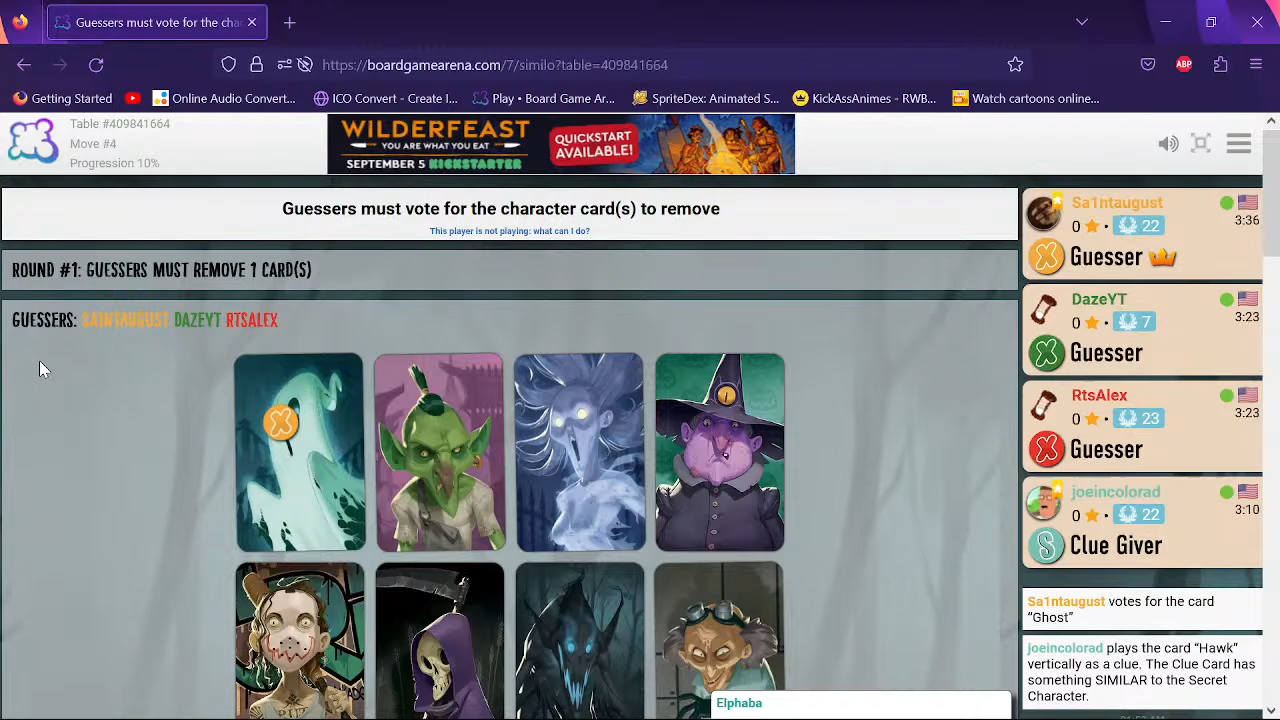 Guessers must vote for the cha
https://boardgamearena.com/7/similo?table=409841664
ABP
Getting Started
Online Audio Convert...
ICO Convert - Create I...
Play • Board Game Ar...
SpriteDex: Animated S...
KickAssAnimes - RWB...
Watch cartoons online...
Table #409841664
Move #4
Progression 10%
WILDERFEAST
YOU ARE WHAT YOU EAT
SEPTEMBER 5 KICKSTARTER
QUICKSTART
AVAILABLE!
Guessers must vote for the character card(s) to remove
This player is not playing: what can I do?
ROUND #1: GUESSERS MUST REMOVE 1 CARD(S)
GUESSERS: SA1NTAUGUST DAZEYT RTSALEX
Sa1ntaugust
0 • 22
3:36
X Guesser
DazeYT
0 • 7
3:23
X Guesser
RtsAlex
0 • 23
3:23
X Guesser
joeincolorad
0 • 22
3:10
S Clue Giver
X
Sa1ntaugust votes for the card
“Ghost”
joeincolorad plays the card “Hawk”
vertically as a clue. The Clue Card has
something SIMILAR to the Secret
Character.
Elphaba